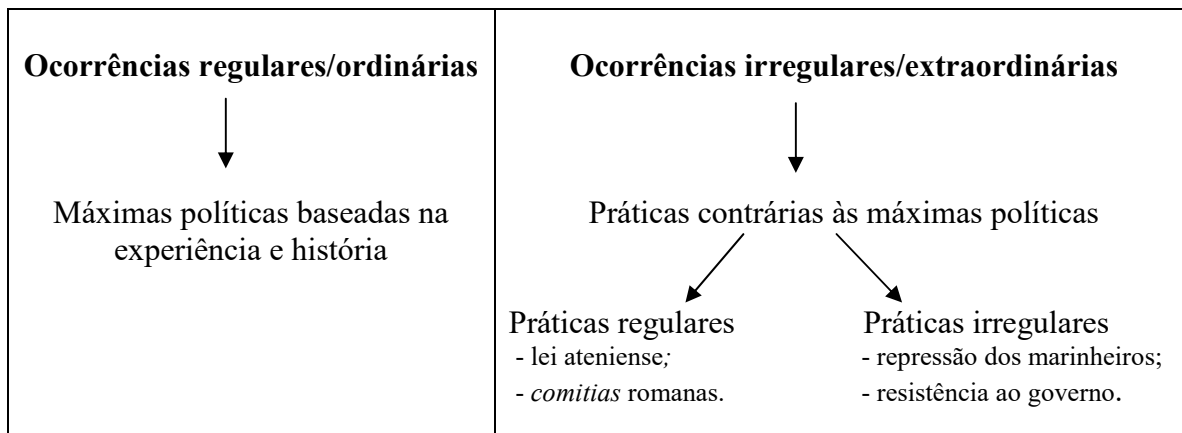 Ocorrências regulares/ordinárias
Máximas políticas baseadas na
experiência e história
Ocorrências irregulares/extraordinárias
Práticas contrárias às máximas políticas
Práticas regulares
- lei ateniense;
- comitias romanas.
Práticas irregulares
- repressão dos marinheiros;
- resistência ao governo.